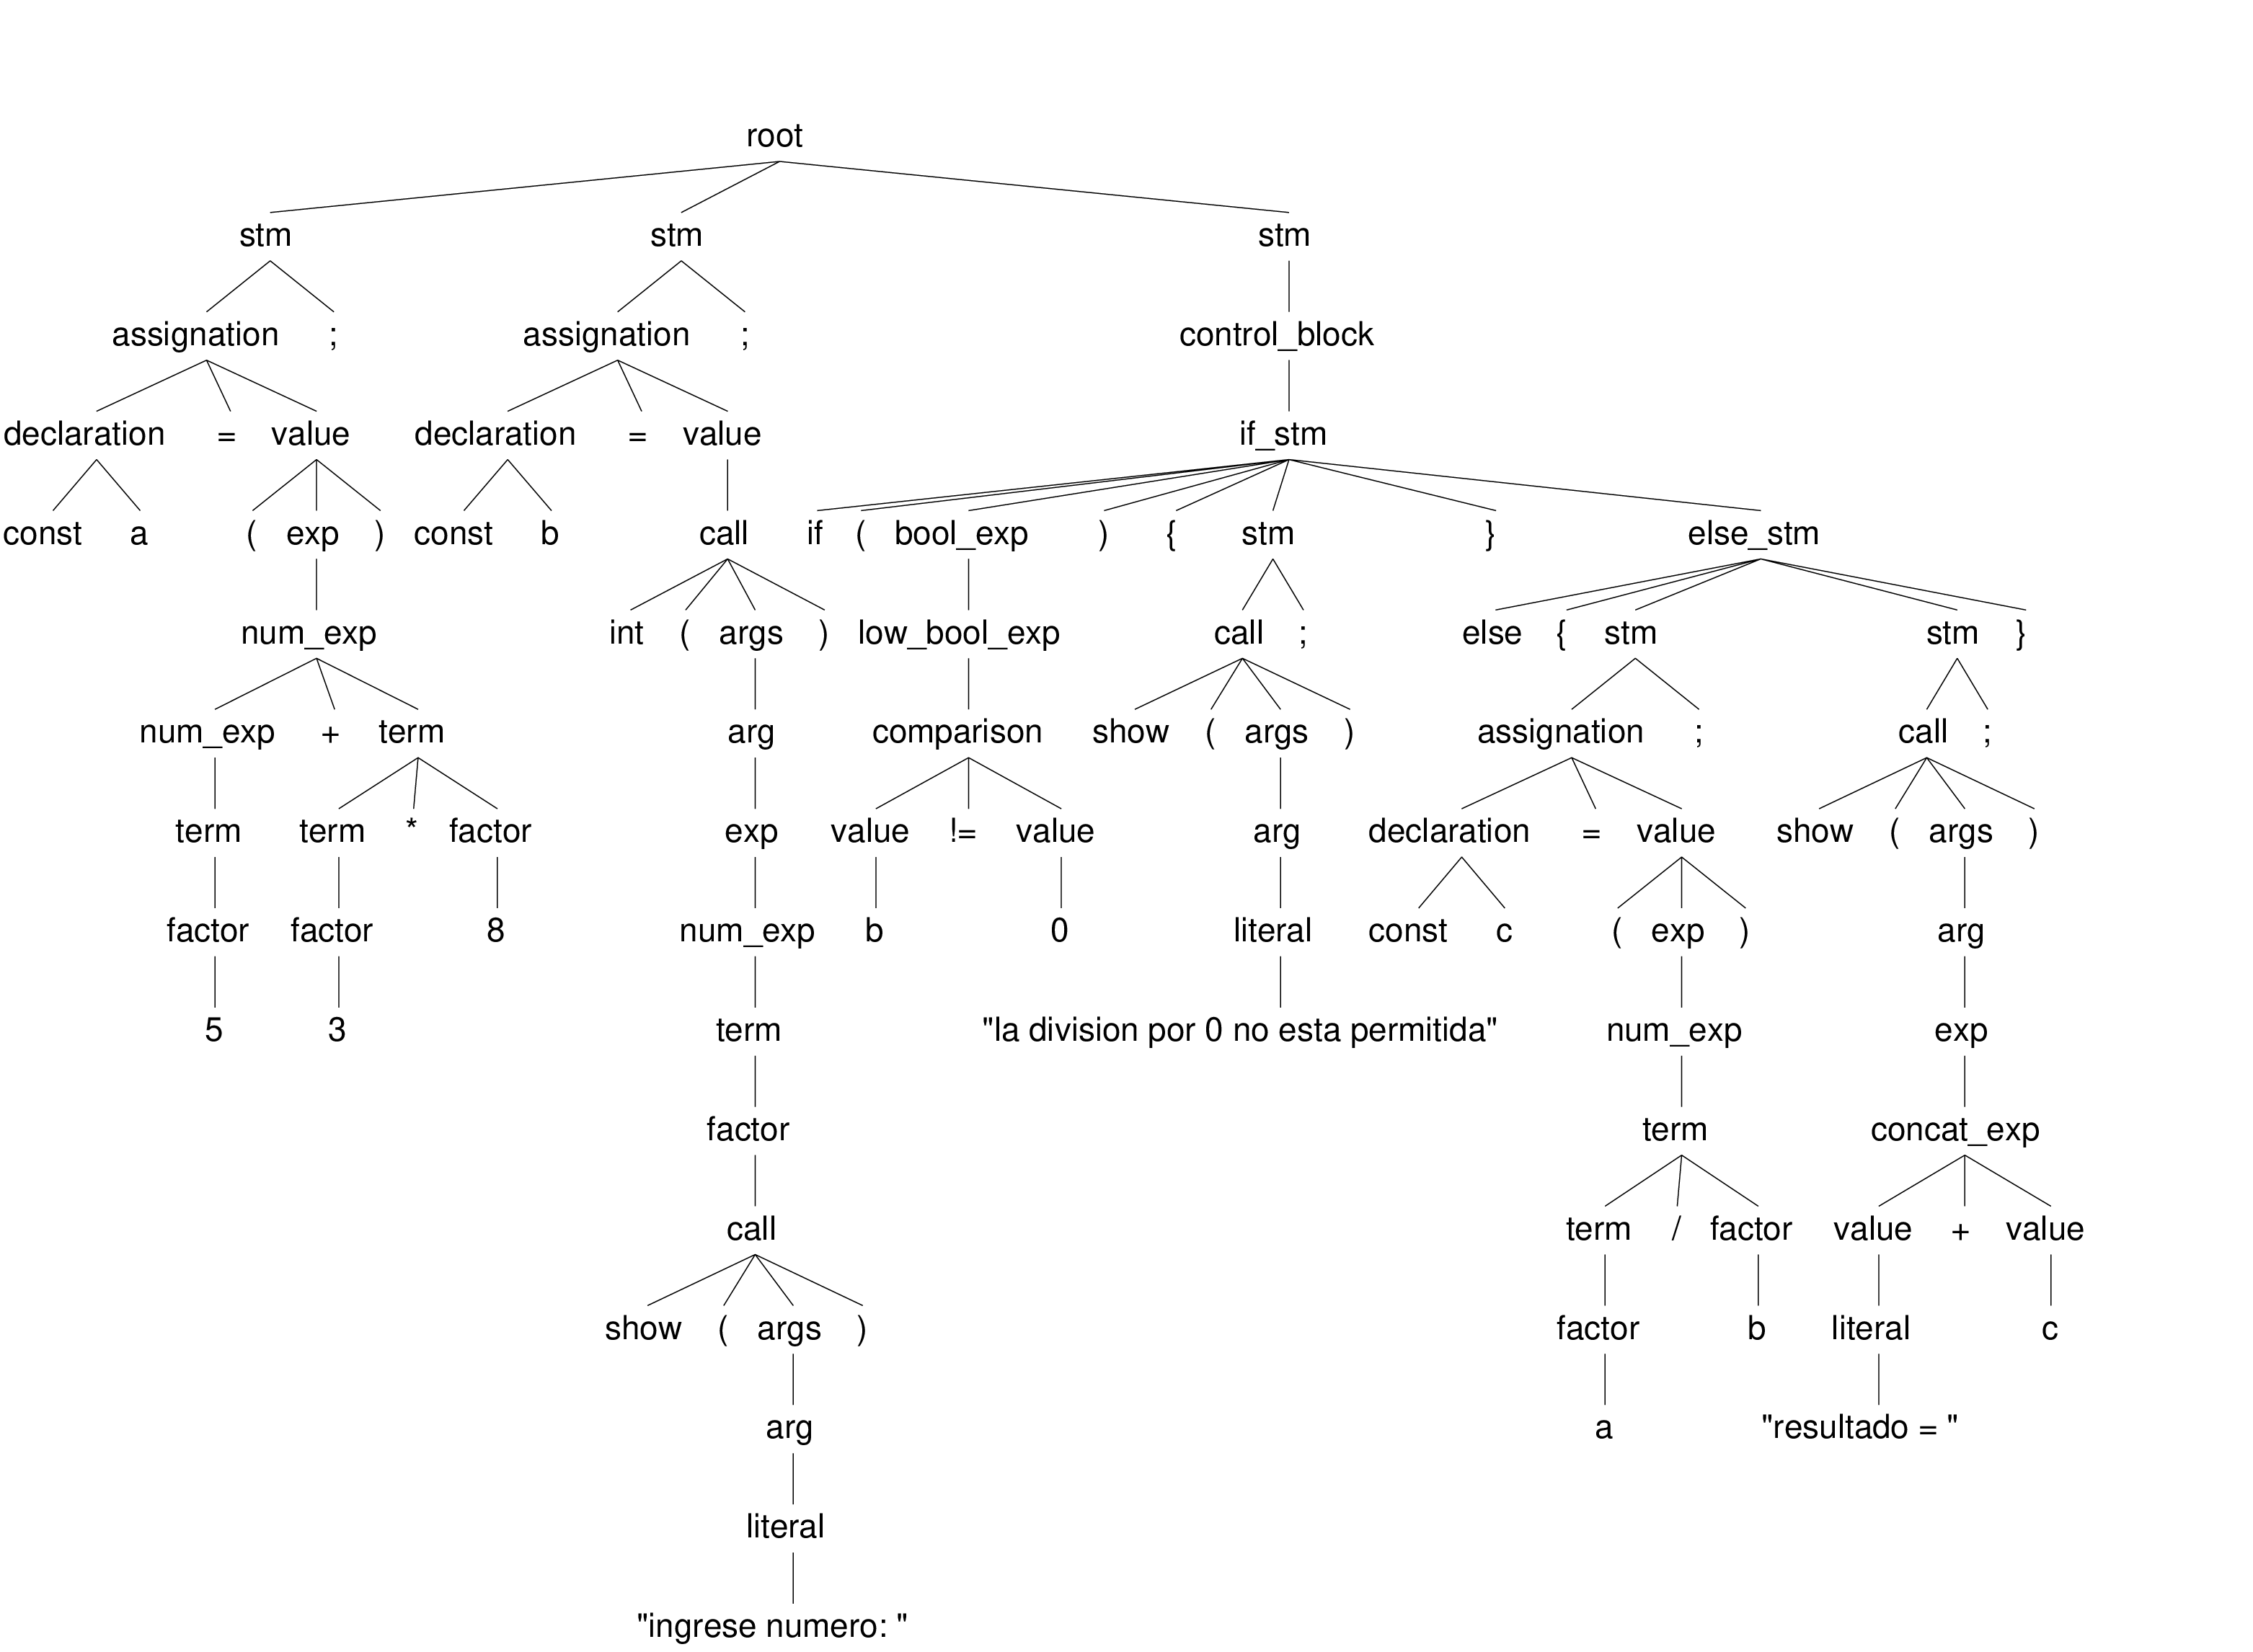 root
stm stm stm
assignation ; assignation ; control_block
declaration = value declaration = value if_stm
const a ( exp ) const b call if ( bool_exp ) { stm } else_stm
num_exp int ( args ) low_bool_exp call ; else { stm stm }
num_exp + term arg comparison show ( args ) assignation ; call ;
term term * factor exp value != value arg declaration = value show ( args )
factor factor 8 num_exp b 0 literal const c ( exp ) arg
5 3 term "la division por 0 no esta permitida" num_exp exp
factor term concat_exp
call term / factor value + value
show ( args ) factor b literal c
arg a "resultado = "
literal
"ingrese numero: "